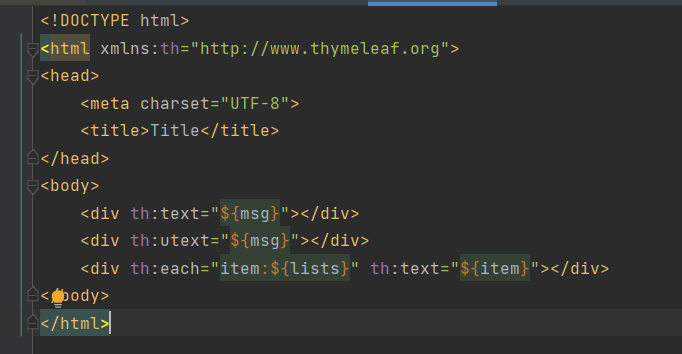 <!DOCTYPE html>
<html xmlns:th="http://www.thymeleaf.org">
<head>
    <meta charset="UTF-8">
    <title>Title</title>
</head>
<body>
    <div th:text="${msg}"></div>
    <div th:utext="${msg}"></div>
    <div th:each="item:${lists}" th:text="${item}"></div>
</body>
</html>